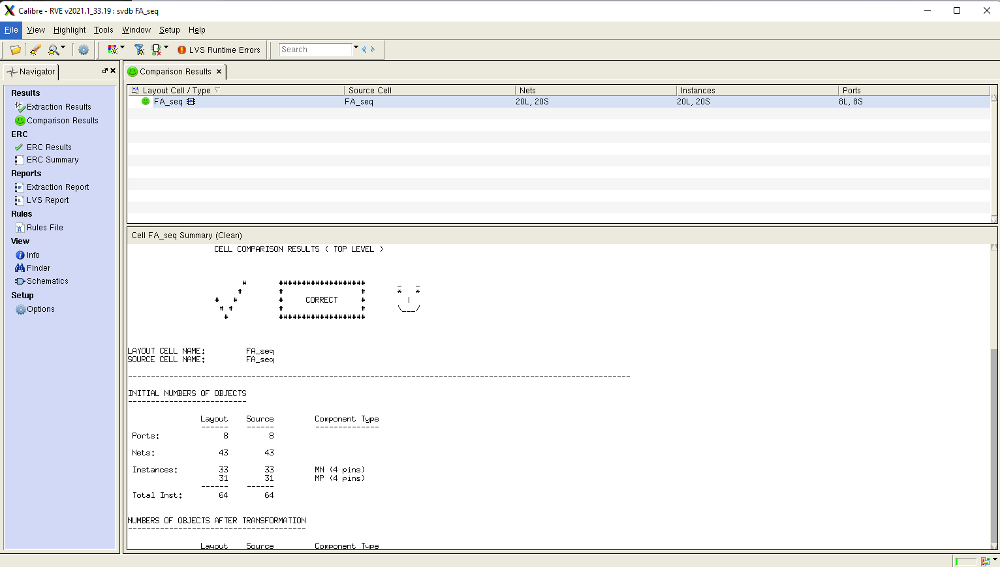 Calibre - RVE v2021.1_33.19 : svdb FA_seq
File View Highlight Tools Window Setup Help
LVS Runtime Errors Search
Navigator
Results
Extraction Results
Comparison Results
ERC
ERC Results
ERC Summary
Reports
Extraction Report
LVS Report
Rules
Rules File
View
Info
Finder
Schematics
Setup
Options
Comparison Results
Layout Cell / Type Source Cell Nets Instances Ports
FA_seq FA_seq 20L, 20S 20L, 20S 8L, 8S
Cell FA_seq Summary (Clean)
CELL COMPARISON RESULTS ( TOP LEVEL )
# ################### _ _
# # # * *
# # # CORRECT # |
# # # # \___/
# ###################
LAYOUT CELL NAME: FA_seq
SOURCE CELL NAME: FA_seq
--------------------------------------------------------------------------------------------------------------
INITIAL NUMBERS OF OBJECTS
--------------------------
Layout Source Component Type
------ ------ --------------
Ports: 8 8
Nets: 43 43
Instances: 33 33 MN (4 pins)
31 31 MP (4 pins)
------ ------
Total Inst: 64 64
NUMBERS OF OBJECTS AFTER TRANSFORMATION
---------------------------------------
Layout Source Component Type